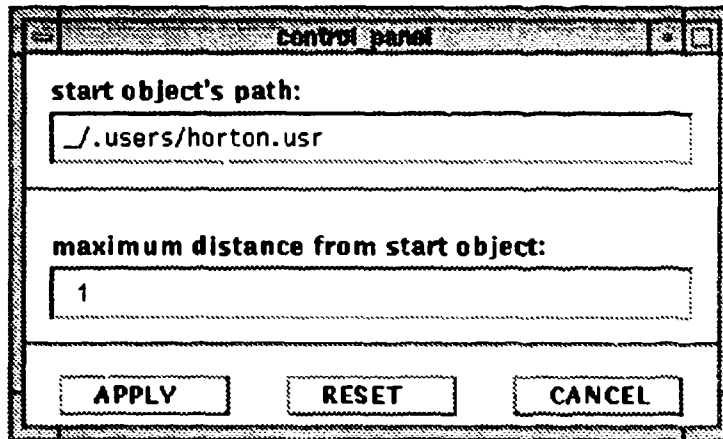 control panel
start object's path:
_/.users/horton.usr
maximum distance from start object:
1
APPLY RESET CANCEL